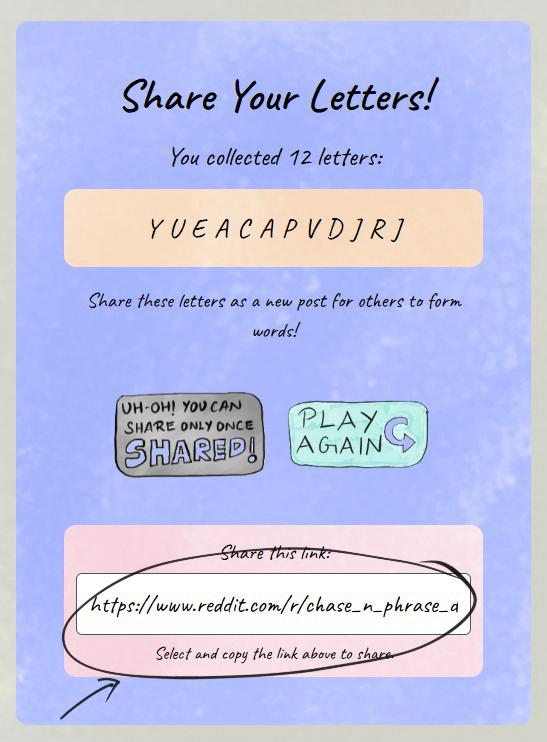 Share Your Letters!
You collected 12 letters:
Y U E A C A P V D J R J
Share these letters as a new post for others to form
words!
UH-OH! YOU CAN
SHARE ONLY ONCE
SHARED!
PLAY
AGAIN
Share this link:
https://www.reddit.com/r/chase_n_phrase_d
Select and copy the link above to share.